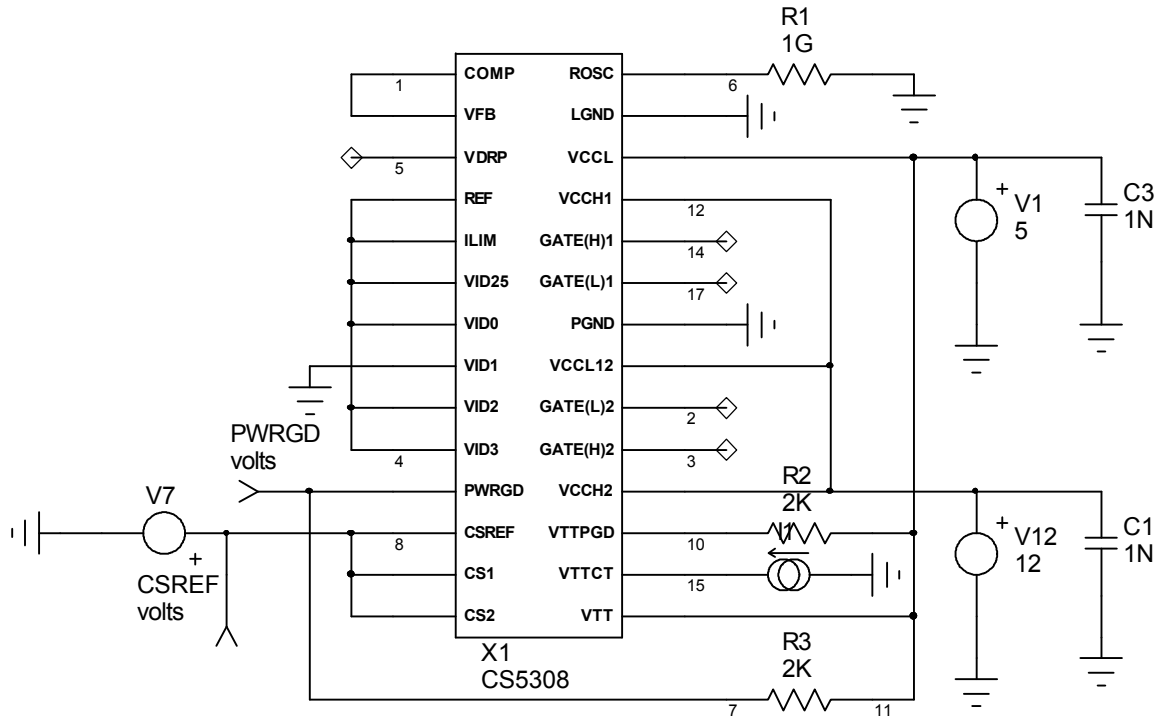 R1
1G
COMP
ROSC
1
6
VFB
LGND
VDRP
VCCL
5
REF
VCCH1
12
ILIM
GATE(H)1
14
VID25
GATE(L)1
17
VID0
PGND
VID1
VCCL12
VID2
GATE(L)2
2
VID3
GATE(H)2
4
3
PWRGD
VCCH2
CSREF
VTTPGD
8
10
CS1
VTTCT
15
CS2
VTT
X1
CS5308
+
V1
5
C3
1N
PWRGD
volts
V7
+
CSREF
volts
R2
2K
+
V12
12
C1
1N
R3
2K
7
11